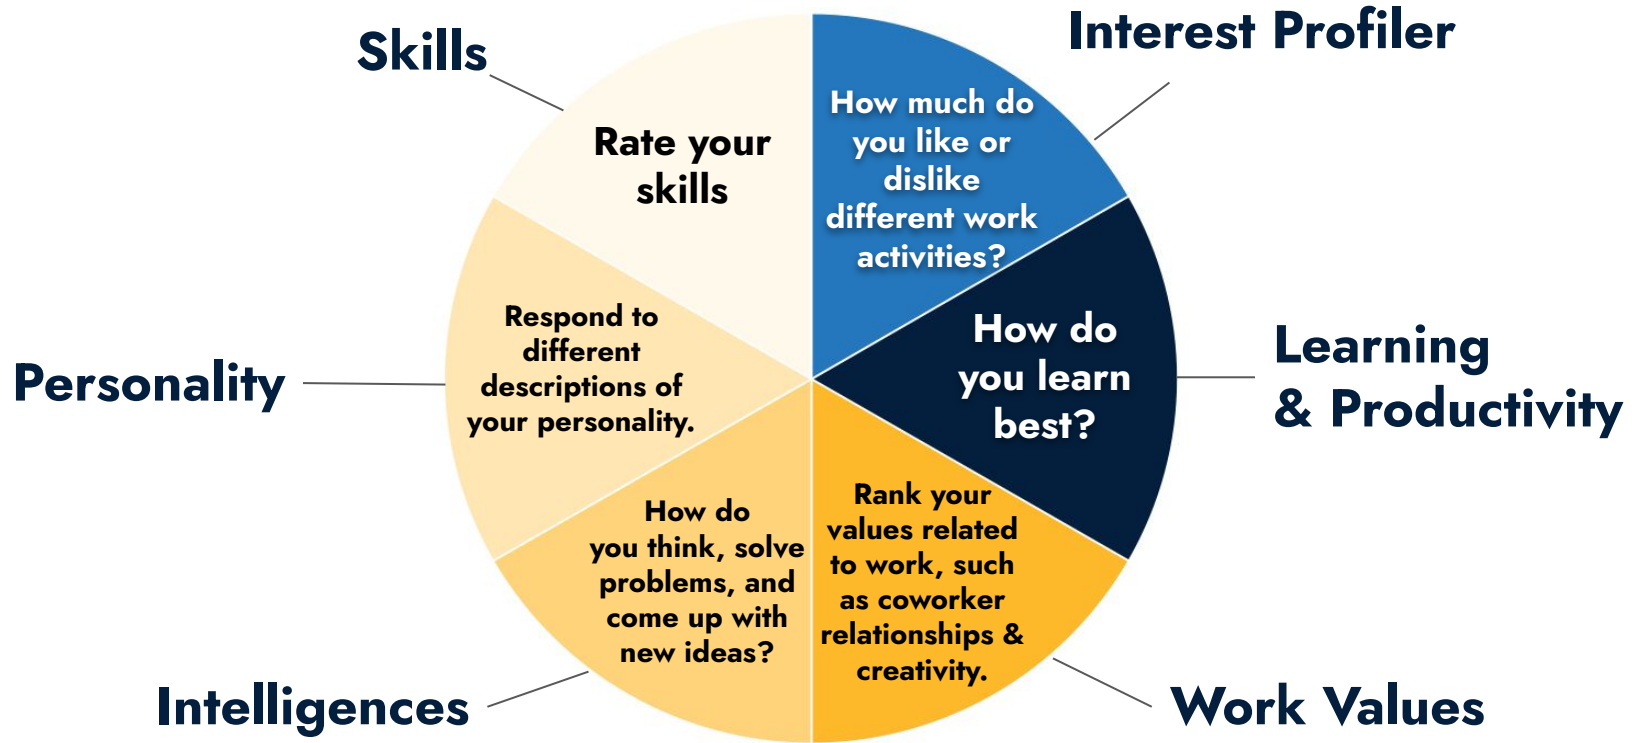 Skills
Rate your
skills
Interest Profiler
How much do
you like or
dislike
different work
activities?
Learning
& Productivity
How do
you learn
best?
Work Values
Rank your
values related
to work, such
as coworker
relationships &
creativity.
Intelligences
How do
you think, solve
problems, and
come up with
new ideas?
Personality
Respond to
different
descriptions of
your personality.